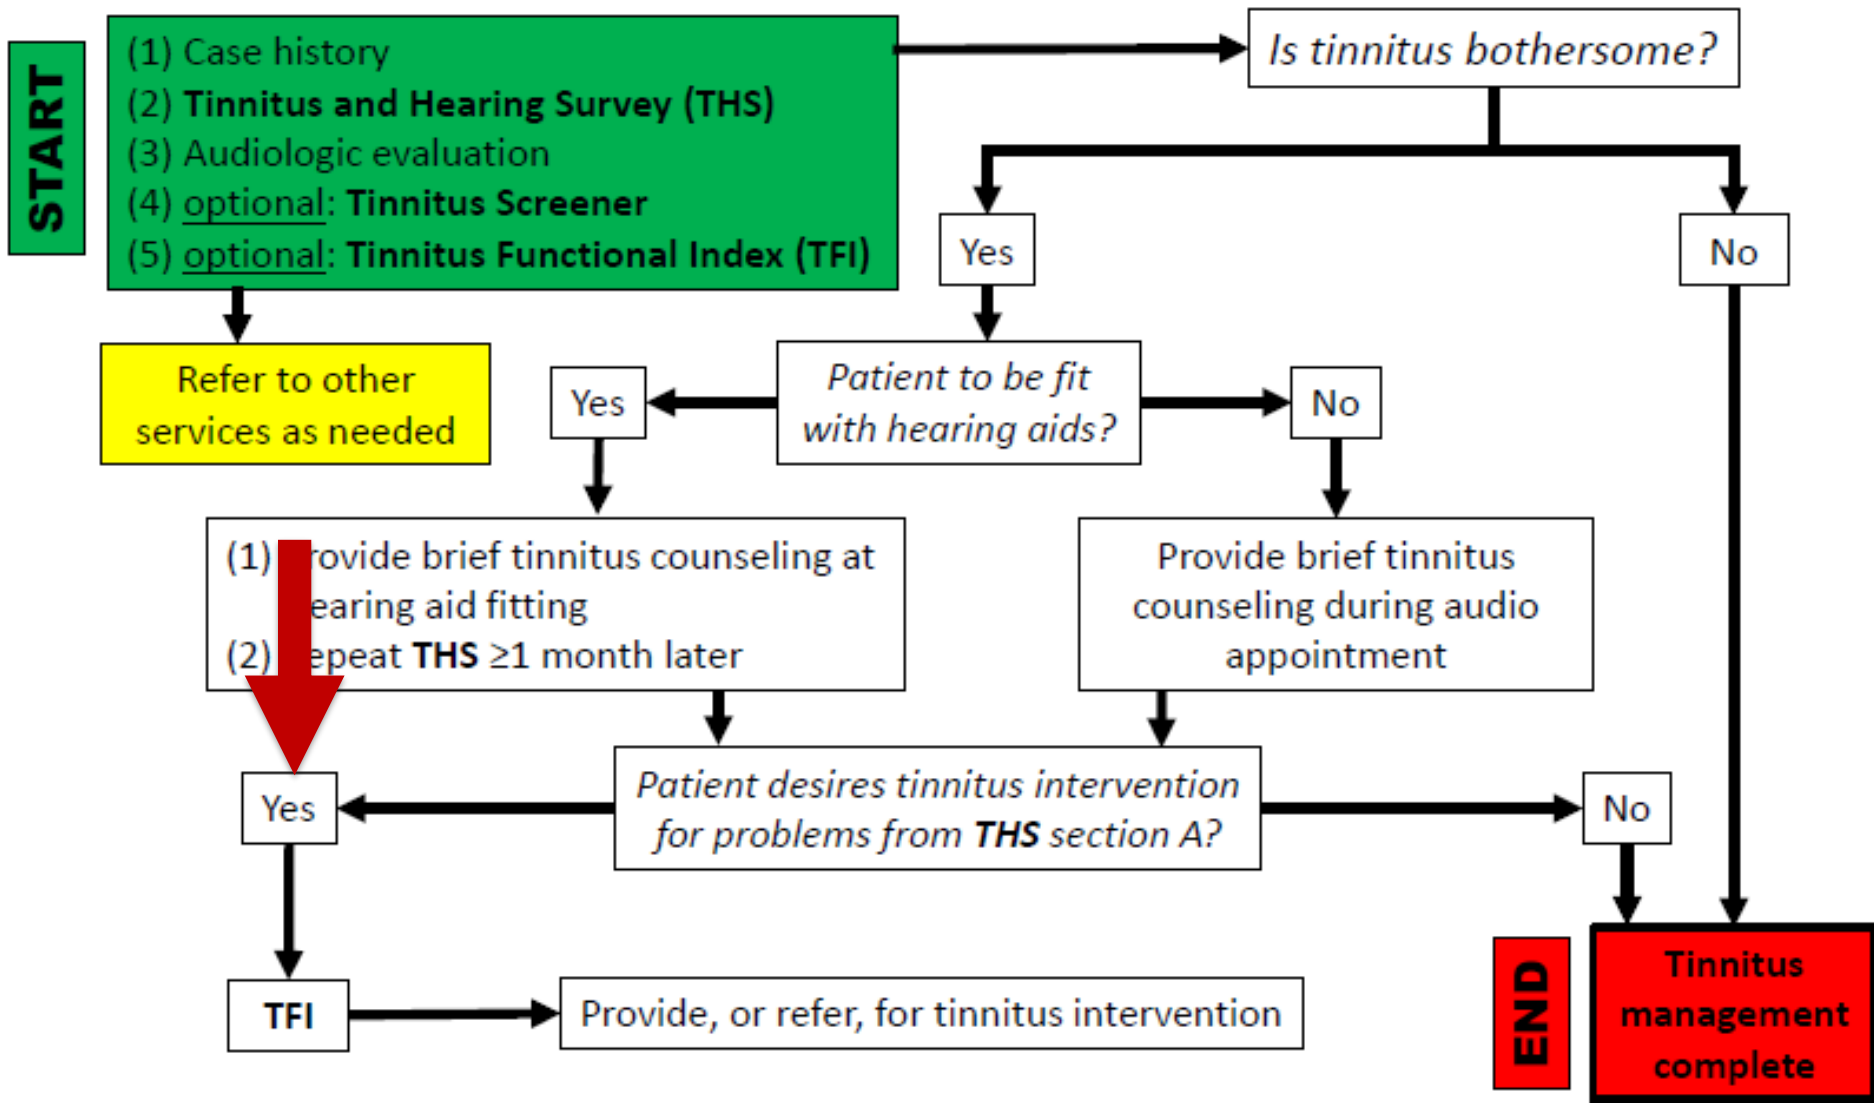 START
(1) Case history
(2) Tinnitus and Hearing Survey (THS)
(3) Audiologic evaluation
(4) optional: Tinnitus Screener
(5) optional: Tinnitus Functional Index (TFI)
Is tinnitus bothersome?
Yes
No
Refer to other
services as needed
Patient to be fit
with hearing aids?
Yes
No
(1) rovide brief tinnitus counseling at
earing aid fitting
(2) epeat THS ≥1 month later
Provide brief tinnitus
counseling during audio
appointment
Patient desires tinnitus intervention
for problems from THS section A?
Yes
No
TFI
Provide, or refer, for tinnitus intervention
END
Tinnitus
management
complete